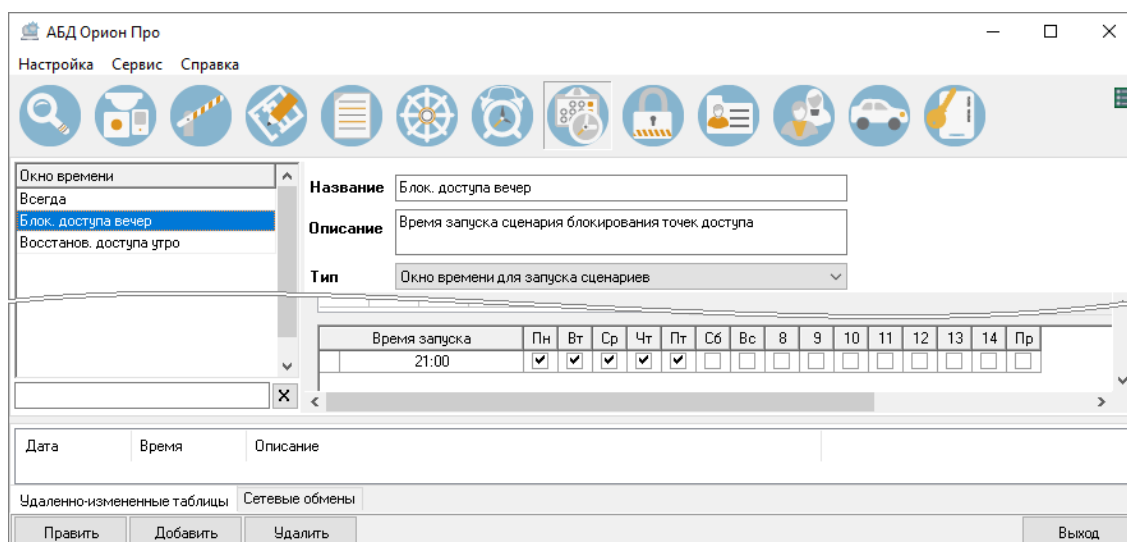 АБД Орион Про
Настройка Сервис Справка
Окно времени
Всегда
Блок. доступа вечер
Восстанов. доступа утро
Название Блок. доступа вечер
Описание Время запуска сценария блокирования точек доступа
Тип Окно времени для запуска сценариев
Время запуска Пн Вт Ср Чт Пт Сб Вс 8 9 10 11 12 13 14 Пр
21:00
X
Дата Время Описание
Удаленно-измененные таблицы Сетевые обмены
Править Добавить Удалить Выход